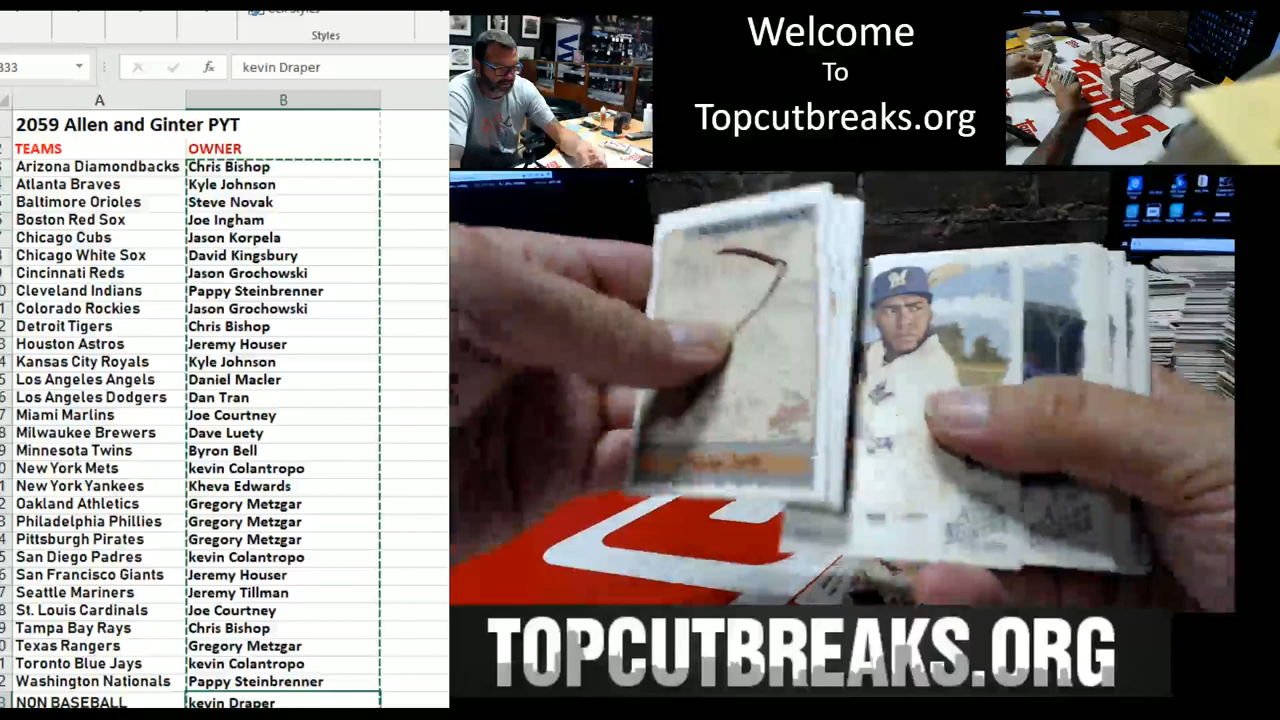 Styles
B33
fx
kevin Draper
A B
2059 Allen and Ginter PYT
TEAMS OWNER
Arizona Diamondbacks Chris Bishop
Atlanta Braves Kyle Johnson
Baltimore Orioles Steve Novak
Boston Red Sox Joe Ingham
Chicago Cubs Jason Korpela
Chicago White Sox David Kingsbury
Cincinnati Reds Jason Grochowski
Cleveland Indians Pappy Steinbrenner
Colorado Rockies Jason Grochowski
Detroit Tigers Chris Bishop
Houston Astros Jeremy Houser
Kansas City Royals Kyle Johnson
Los Angeles Angels Daniel Macler
Los Angeles Dodgers Dan Tran
Miami Marlins Joe Courtney
Milwaukee Brewers Dave Luety
Minnesota Twins Byron Bell
New York Mets kevin Colantropo
New York Yankees Kheva Edwards
Oakland Athletics Gregory Metzgar
Philadelphia Phillies Gregory Metzgar
Pittsburgh Pirates Gregory Metzgar
San Diego Padres kevin Colantropo
San Francisco Giants Jeremy Houser
Seattle Mariners Jeremy Tillman
St. Louis Cardinals Joe Courtney
Tampa Bay Rays Chris Bishop
Texas Rangers Gregory Metzgar
Toronto Blue Jays kevin Colantropo
Washington Nationals Pappy Steinbrenner
NON BASEBALL kevin Draper
Welcome
To
Topcutbreaks.org
TOPCUTBREAKS.ORG